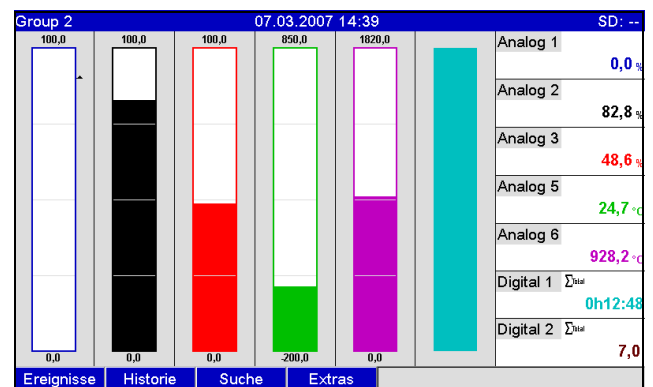 Group 2 07.03.2007 14:39 SD: --
100,0 100,0 100,0 850,0 1820,0
0,0 0,0 0,0 -200,0 0,0
Analog 1
0,0 %
Analog 2
82,8 %
Analog 3
48,6 %
Analog 5
24,7 °C
Analog 6
928,2 °C
Digital 1 ΣTotal
0h12:48
Digital 2 ΣTotal
7,0
Ereignisse Historie Suche Extras